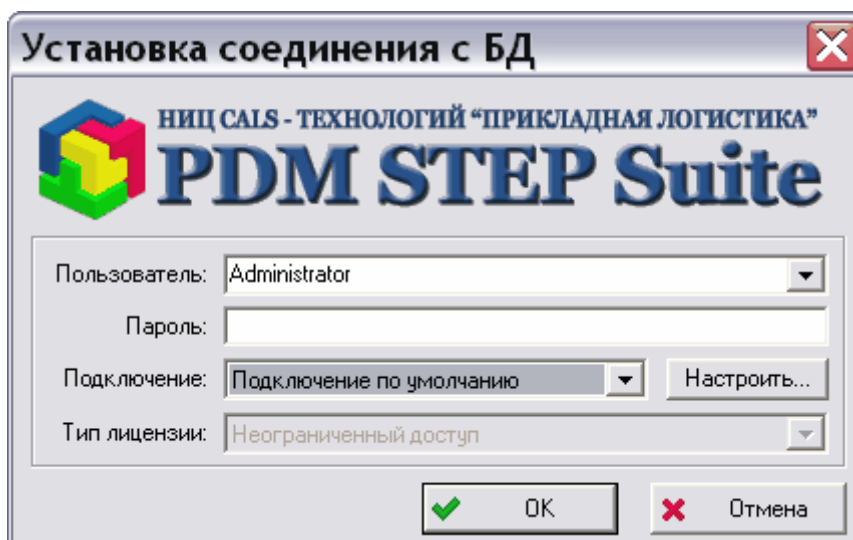 Установка соединения с БД
НИЦ CALS - ТЕХНОЛОГИЙ "ПРИКЛАДНАЯ ЛОГИСТИКА"
PDM STEP Suite
Пользователь: Administrator
Пароль:
Подключение: Подключение по умолчанию Настроить...
Тип лицензии: Неограниченный доступ
OK Отмена